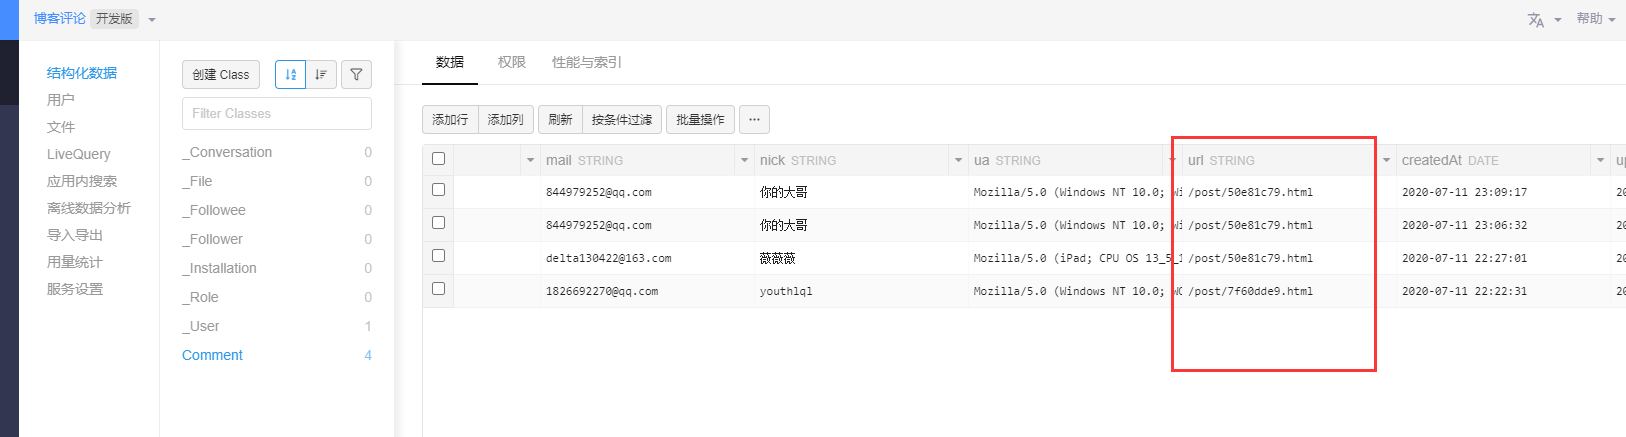 博客评论 开发版 帮助
结构化数据
用户
文件
LiveQuery
应用内搜索
离线数据分析
导入导出
用量统计
服务设置
创建 Class
Filter Classes
_Conversation 0
_File 0
_Followee 0
_Follower 0
_Installation 0
_Role 0
_User 1
Comment 4
数据 权限 性能与索引
添加行 添加列 刷新 按条件过滤 批量操作 ···
mail STRING nick STRING ua STRING url STRING createdAt DATE up
844979252@qq.com 你的大哥 Mozilla/5.0 (Windows NT 10.0; Wi /post/50e81c79.html 2020-07-11 23:09:17 20
844979252@qq.com 你的大哥 Mozilla/5.0 (Windows NT 10.0; Wi /post/50e81c79.html 2020-07-11 23:06:32 20
delta130422@163.com 薇薇薇 Mozilla/5.0 (iPad; CPU OS 13_5_1 /post/50e81c79.html 2020-07-11 22:27:01 20
1826692270@qq.com youthlql Mozilla/5.0 (Windows NT 10.0; WO /post/7f60dde9.html 2020-07-11 22:22:31 20